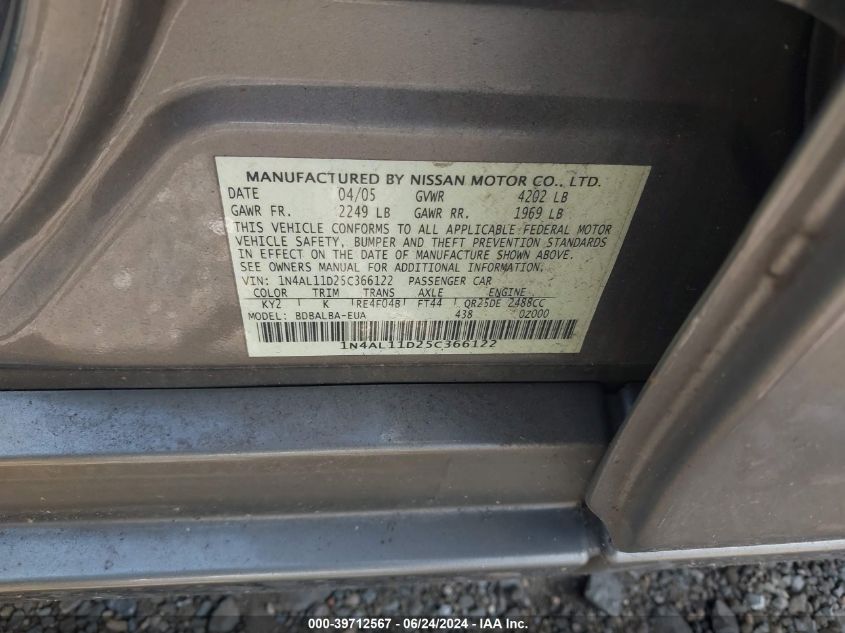 MANUFACTURED BY NISSAN MOTOR CO., LTD.
DATE 04/05 GVWR 4202 LB
GAWR FR. 2249 LB GAWR RR. 1969 LB
THIS VEHICLE CONFORMS TO ALL APPLICABLE FEDERAL MOTOR
VEHICLE SAFETY, BUMPER AND THEFT PREVENTION STANDARDS
IN EFFECT ON THE DATE OF MANUFACTURE SHOWN ABOVE.
SEE OWNERS MANUAL FOR ADDITIONAL INFORMATION.
VIN: 1N4AL11D25C366122 PASSENGER CAR
COLOR TRIM TRANS AXLE ENGINE
KY2 K RE4F04B FT44 QR25DE 2488CC
MODEL: BDBALBA-EUA 438 0Z000
1N4AL11D25C366122
000-39712567 - 06/24/2024 - IAA Inc.